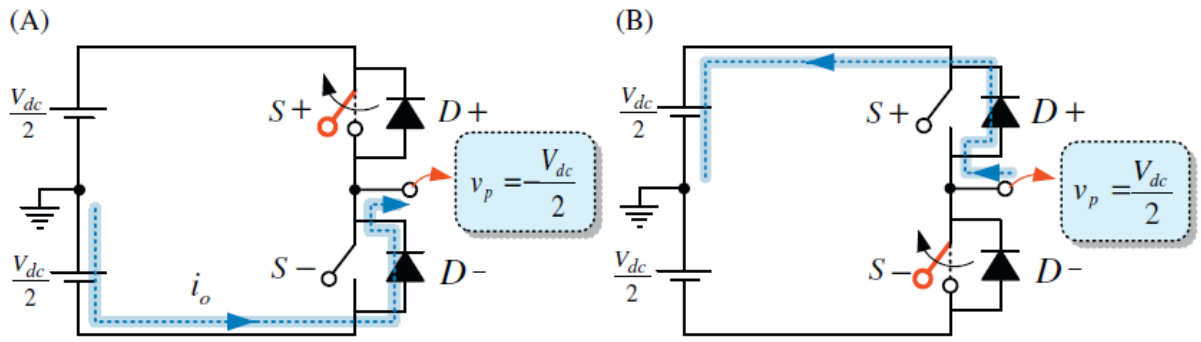 (A)
V_dc/2
S+
D+
v_p = -V_dc/2
V_dc/2
i_o
S-
D-
(B)
V_dc/2
S+
D+
v_p = V_dc/2
V_dc/2
S-
D-